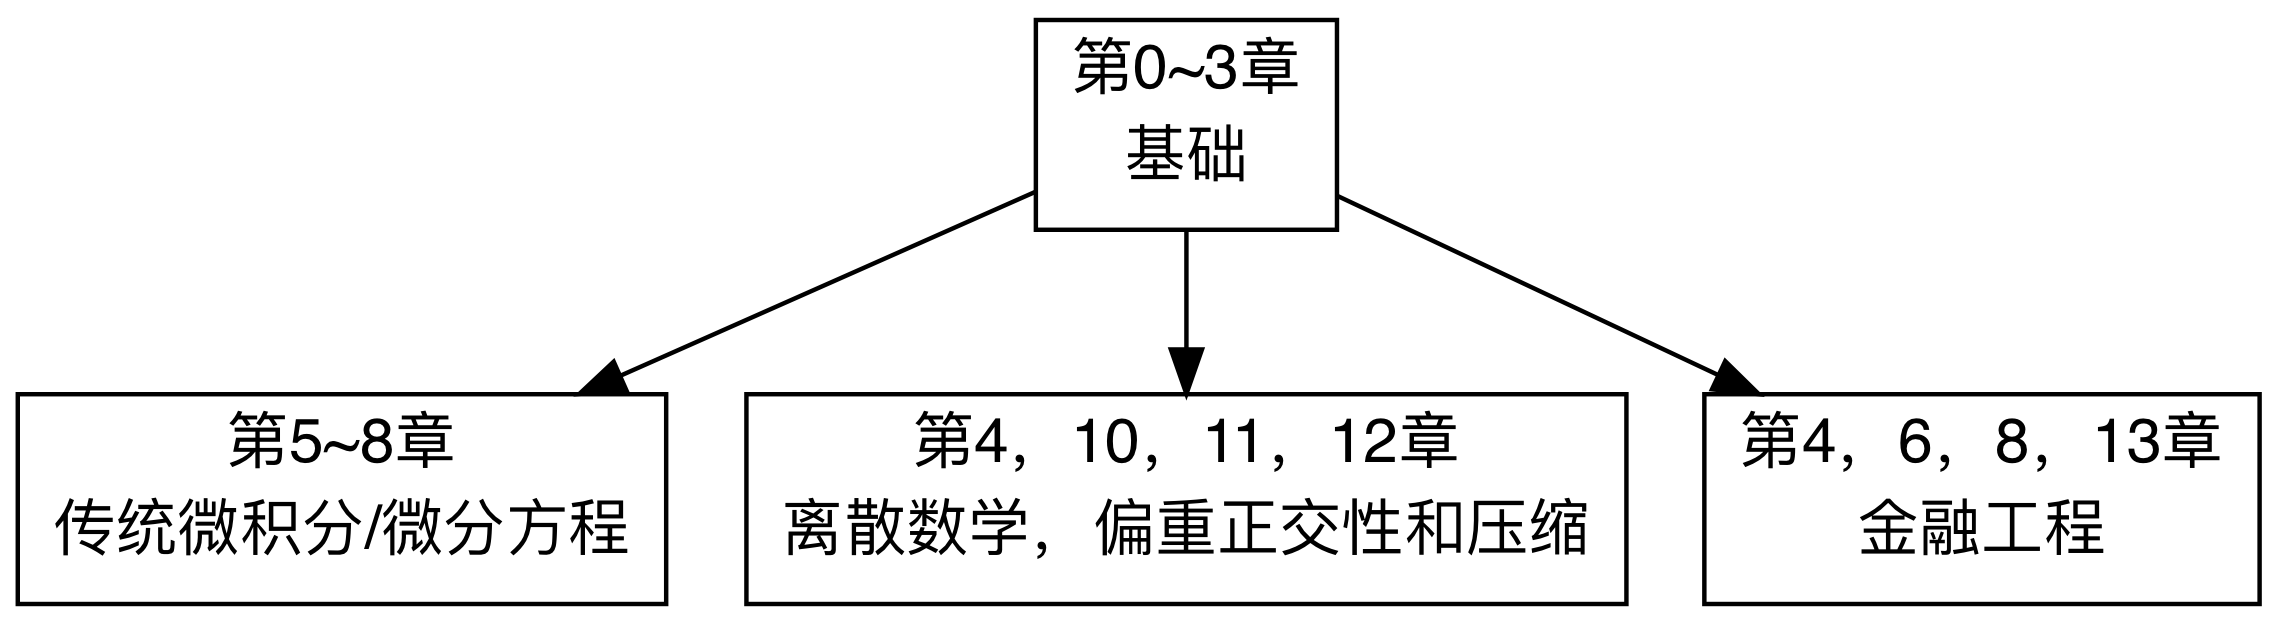 第0~3章
基础
第5~8章
传统微积分/微分方程
第4，10，11，12章
离散数学，偏重正交性和压缩
第4，6，8，13章
金融工程